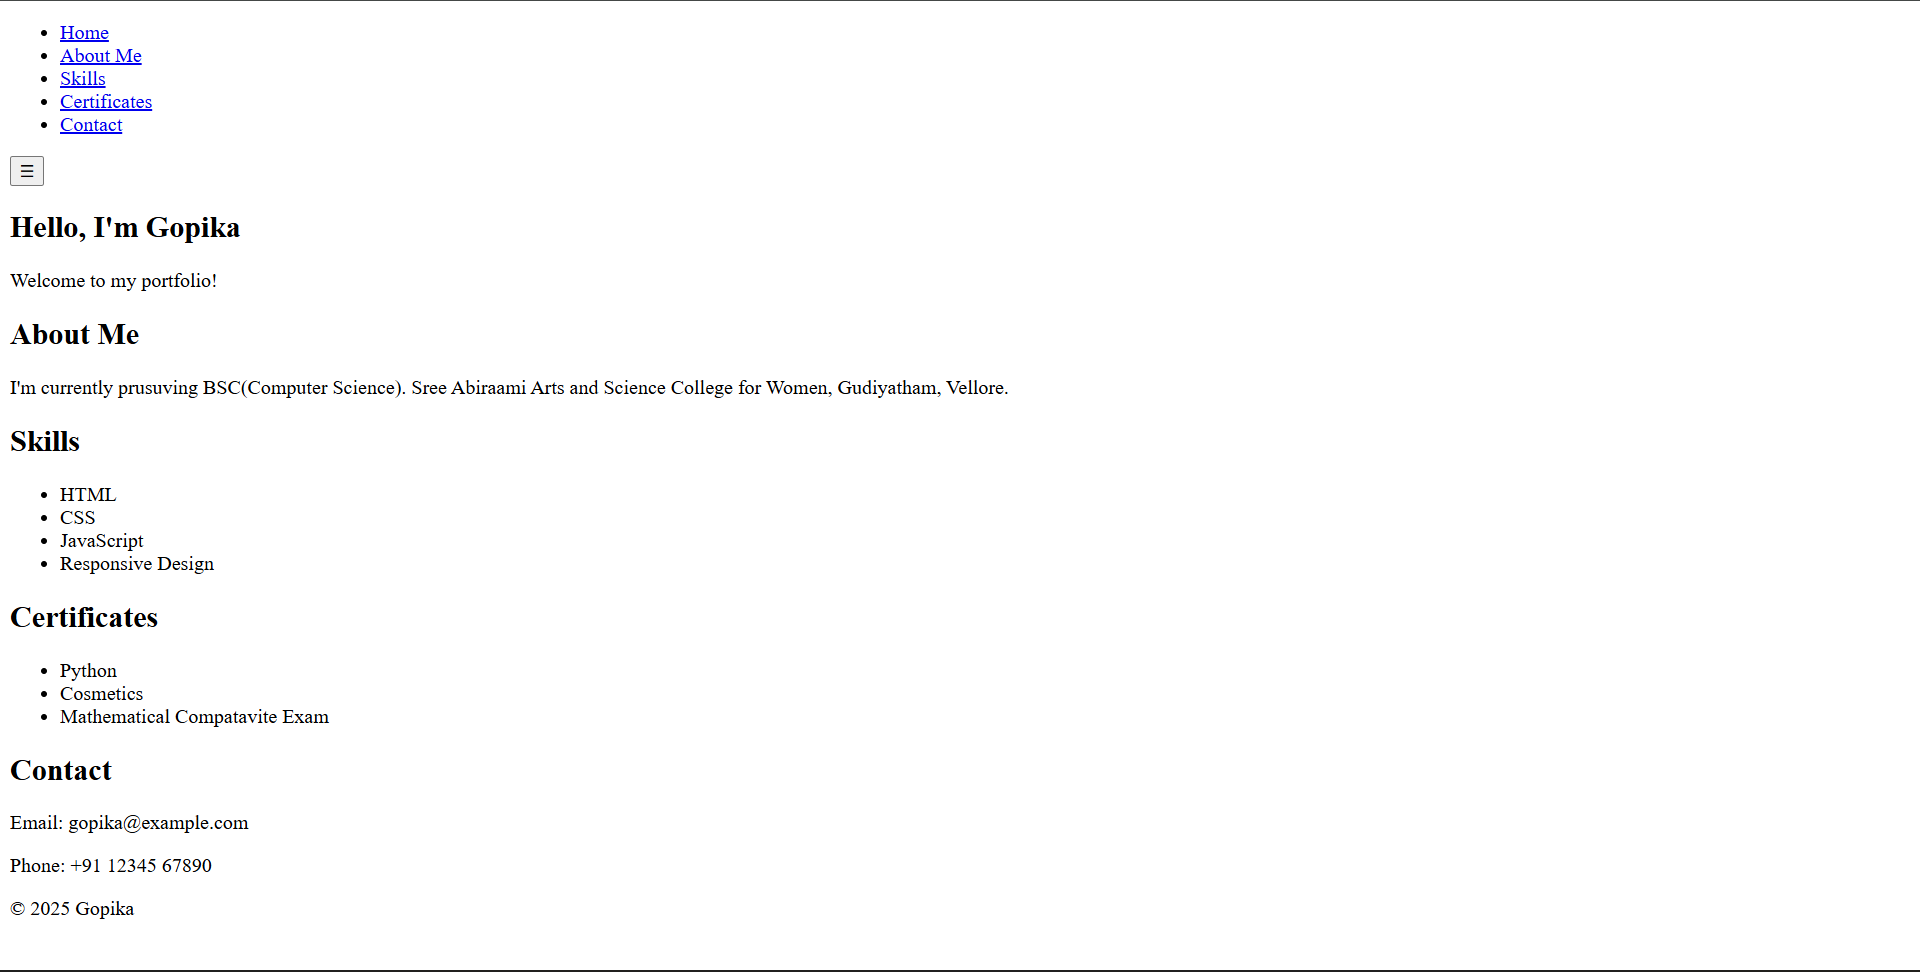 Home
About Me
Skills
Certificates
Contact
☰
Hello, I'm Gopika
Welcome to my portfolio!
About Me
I'm currently prusuving BSC(Computer Science). Sree Abiraami Arts and Science College for Women, Gudiyatham, Vellore.
Skills
HTML
CSS
JavaScript
Responsive Design
Certificates
Python
Cosmetics
Mathematical Compatavite Exam
Contact
Email: gopika@example.com
Phone: +91 12345 67890
© 2025 Gopika